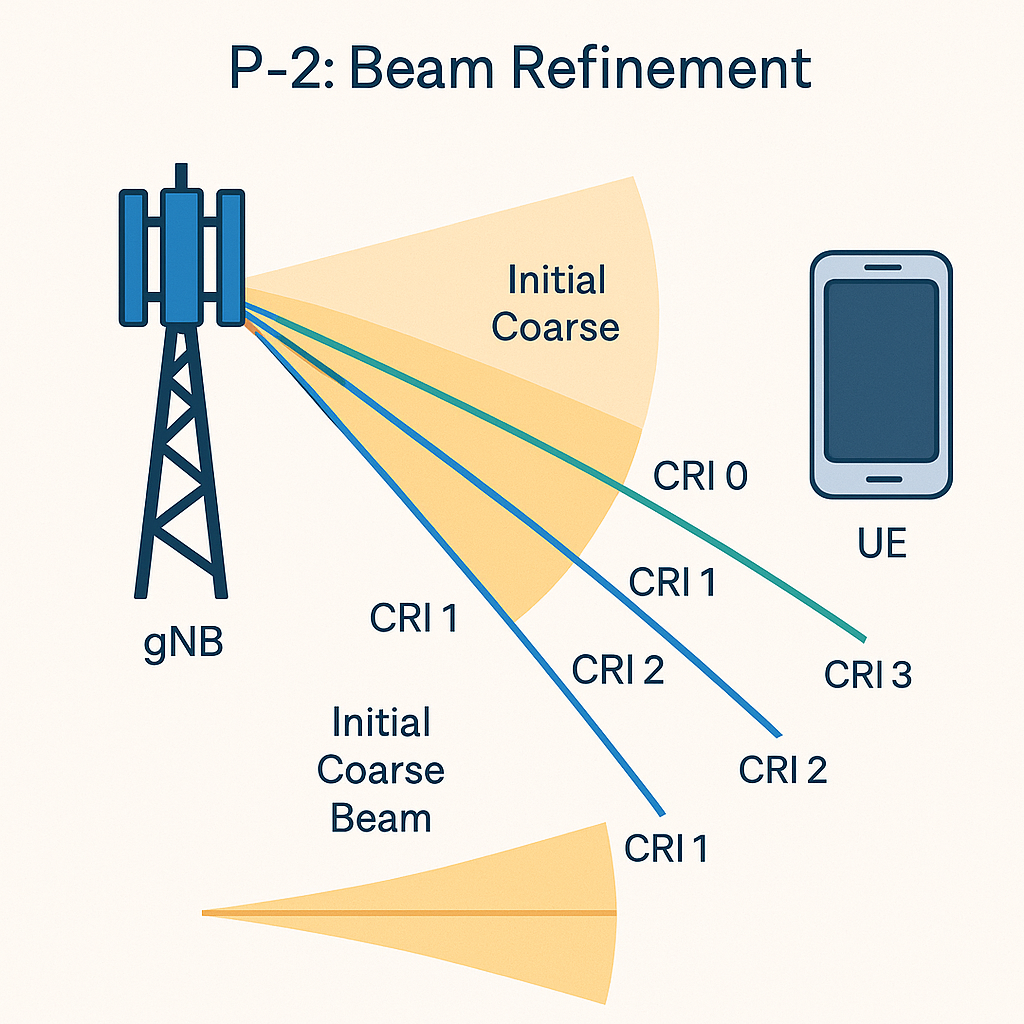 P-2: Beam Refinement
Initial
Coarse
CRI 0
UE
CRI 1
CRI 1
gNB
CRI 2
CRI 3
Initial
Coarse
Beam
CRI 2
CRI 1